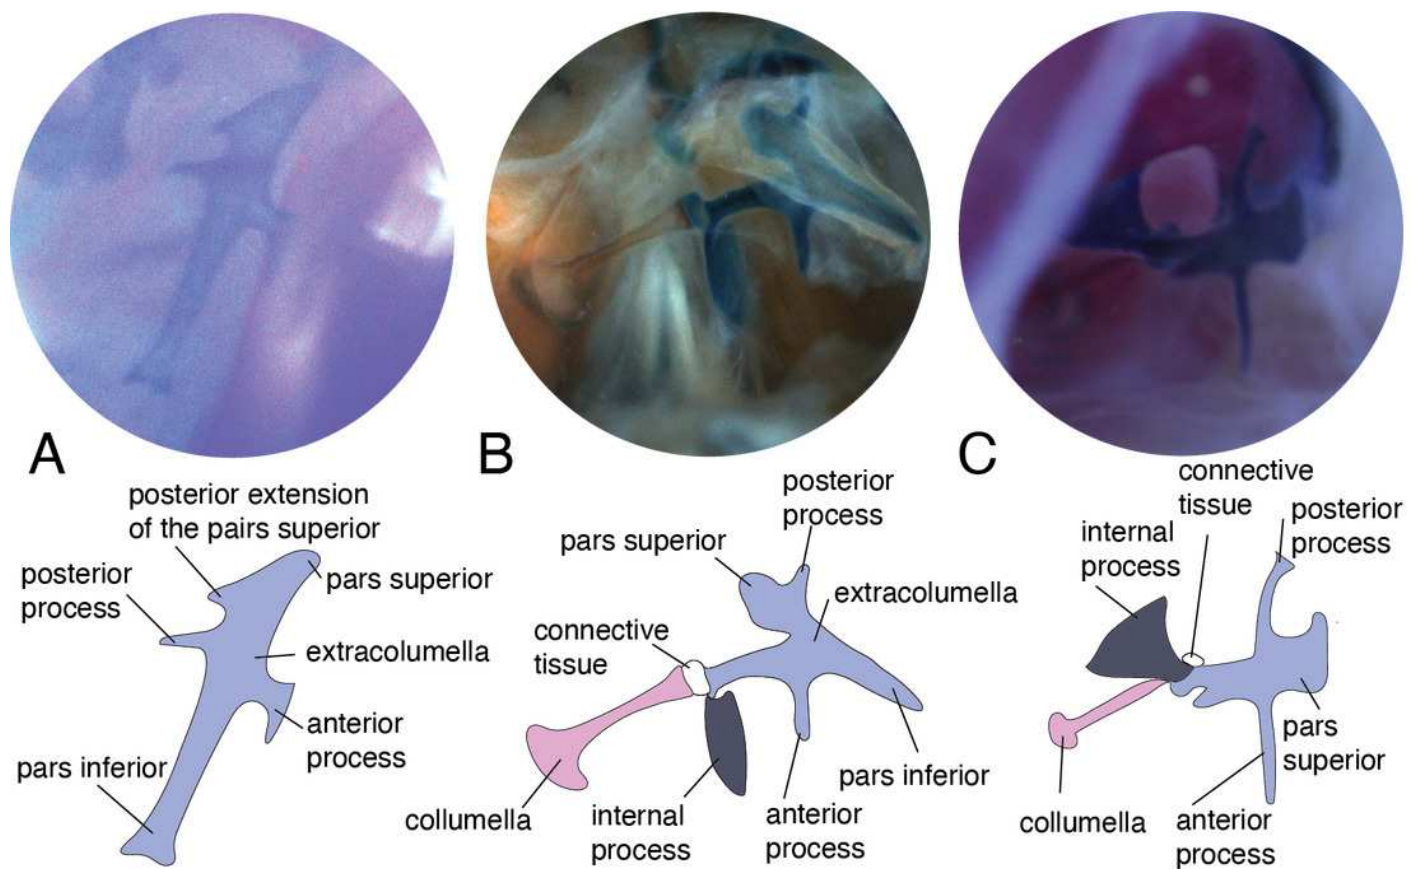 A
posterior extension
of the pairs superior
posterior
process
pars superior
extracolumella
anterior
process
pars inferior
B
posterior
process
pars superior
extracolumella
connective
tissue
pars inferior
collumella
internal
process
anterior
process
C
connective
tissue
internal
process
posterior
process
pars
superior
collumella
anterior
process